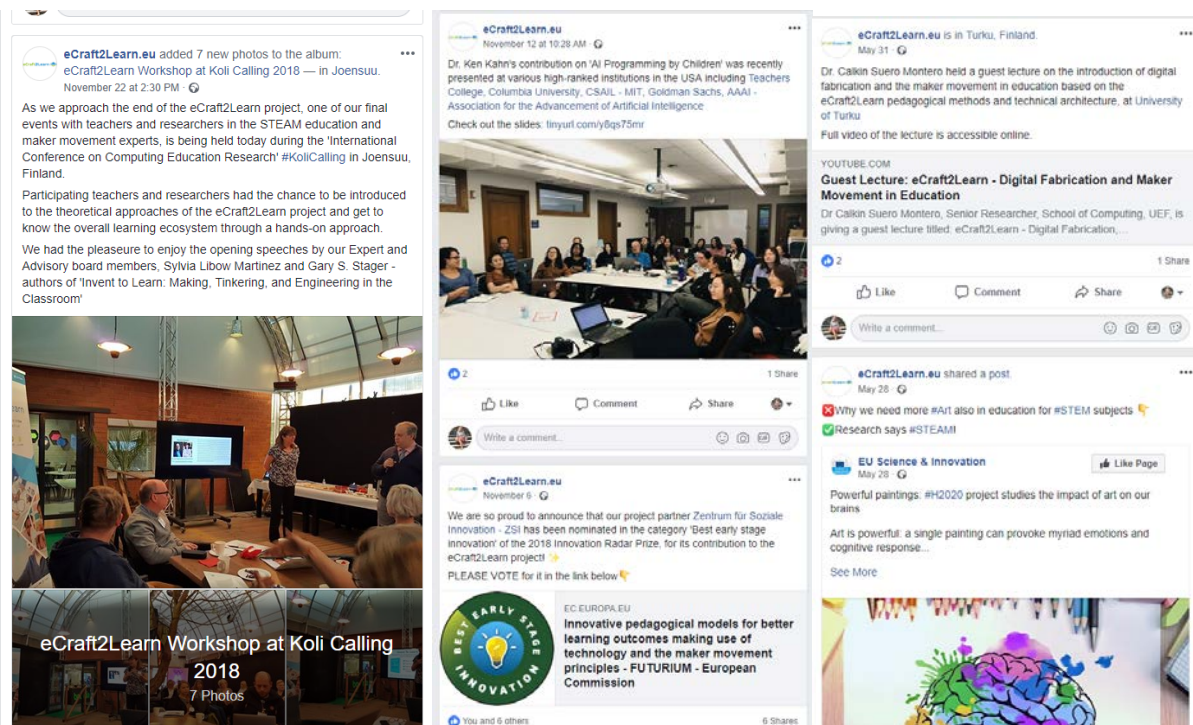 eCraft2Learn.eu added 7 new photos to the album:
eCraft2Learn Workshop at Koli Calling 2018 — in Joensuu.
November 22 at 2:30 PM ·
As we approach the end of the eCraft2Learn project, one of our final
events with teachers and researchers in the STEAM education and
maker movement experts, is being held today during the 'International
Conference on Computing Education Research' #KoliCalling in Joensuu,
Finland.
Participating teachers and researchers had the chance to be introduced
to the theoretical approaches of the eCraft2Learn project and get to
know the overall learning ecosystem through a hands-on approach.
We had the pleaseure to enjoy the opening speeches by our Expert and
Advisory board members, Sylvia Libow Martinez and Gary S. Stager -
authors of 'Invent to Learn: Making, Tinkering, and Engineering in the
Classroom'
eCraft2Learn Workshop at Koli Calling
2018
7 Photos
eCraft2Learn.eu
November 12 at 10:28 AM ·
Dr. Ken Kahn's contribution on 'AI Programming by Children' was recently
presented at various high-ranked institutions in the USA including Teachers
College, Columbia University, CSAIL - MIT, Goldman Sachs, AAAI -
Association for the Advancement of Artificial Intelligence
Check out the slides: tinyurl.com/y8qs75mr
2
1 Share
Like Comment Share
Write a comment...
eCraft2Learn.eu
November 6 ·
We are so proud to announce that our project partner Zentrum für Soziale
Innovation - ZSI has been nominated in the category 'Best early stage
innovation' of the 2018 Innovation Radar Prize, for its contribution to the
eCraft2Learn project! ✨
PLEASE VOTE for it in the link below👇
BEST EARLY STAGE
INNOVATION
EC.EUROPA.EU
Innovative pedagogical models for better
learning outcomes making use of
technology and the maker movement
principles - FUTURIUM - European
Commission
You and 6 others
6 Shares
eCraft2Learn.eu is in Turku, Finland.
May 31 ·
Dr. Calkin Suero Montero held a guest lecture on the introduction of digital
fabrication and the maker movement in education based on the
eCraft2Learn pedagogical methods and technical architecture, at University
of Turku
Full video of the lecture is accessible online.
YOUTUBE.COM
Guest Lecture: eCraft2Learn - Digital Fabrication and Maker
Movement in Education
Dr Calkin Suero Montero, Senior Researcher, School of Computing, UEF, is
giving a guest lecture titled: eCraft2Learn - Digital Fabrication,...
2
1 Share
Like Comment Share
Write a comment...
eCraft2Learn.eu shared a post.
May 28 ·
❌Why we need more #Art also in education for #STEM subjects 👇
✅Research says #STEAM!
EU Science & Innovation
May 28 ·
Like Page
Powerful paintings: #H2020 project studies the impact of art on our
brains
Art is powerful: a single painting can provoke myriad emotions and
cognitive response...
See More